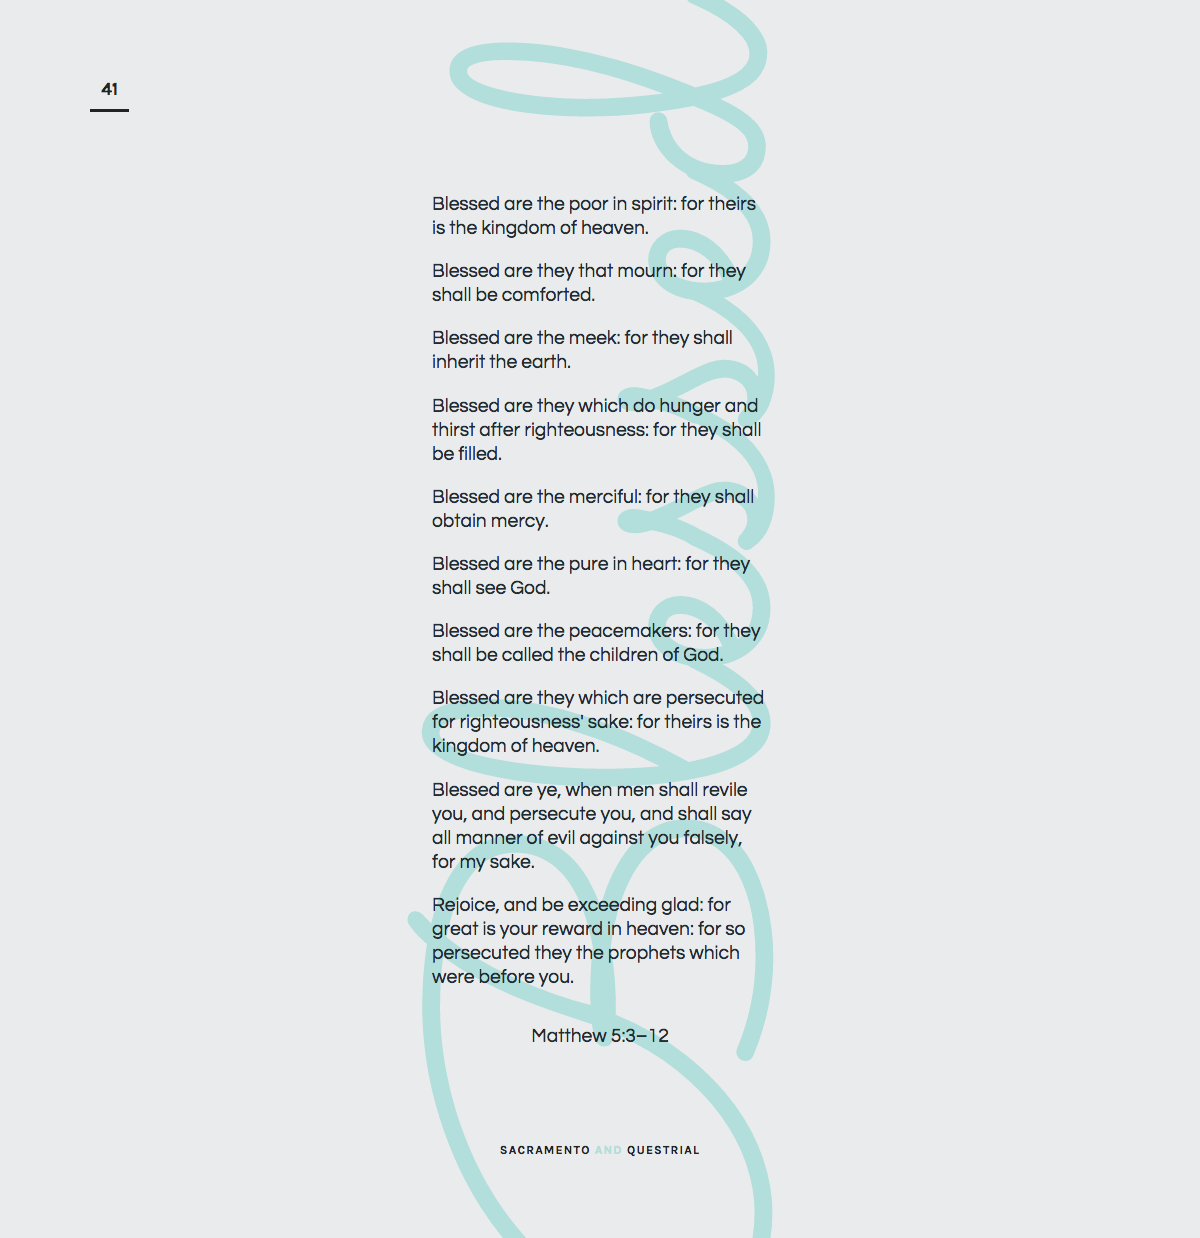 41
Blessed
Blessed are the poor in spirit: for theirs
is the kingdom of heaven.
Blessed are they that mourn: for they
shall be comforted.
Blessed are the meek: for they shall
inherit the earth.
Blessed are they which do hunger and
thirst after righteousness: for they shall
be filled.
Blessed are the merciful: for they shall
obtain mercy.
Blessed are the pure in heart: for they
shall see God.
Blessed are the peacemakers: for they
shall be called the children of God.
Blessed are they which are persecuted
for righteousness' sake: for theirs is the
kingdom of heaven.
Blessed are ye, when men shall revile
you, and persecute you, and shall say
all manner of evil against you falsely,
for my sake.
Rejoice, and be exceeding glad: for
great is your reward in heaven: for so
persecuted they the prophets which
were before you.
Matthew 5:3–12
SACRAMENTO AND QUESTRIAL